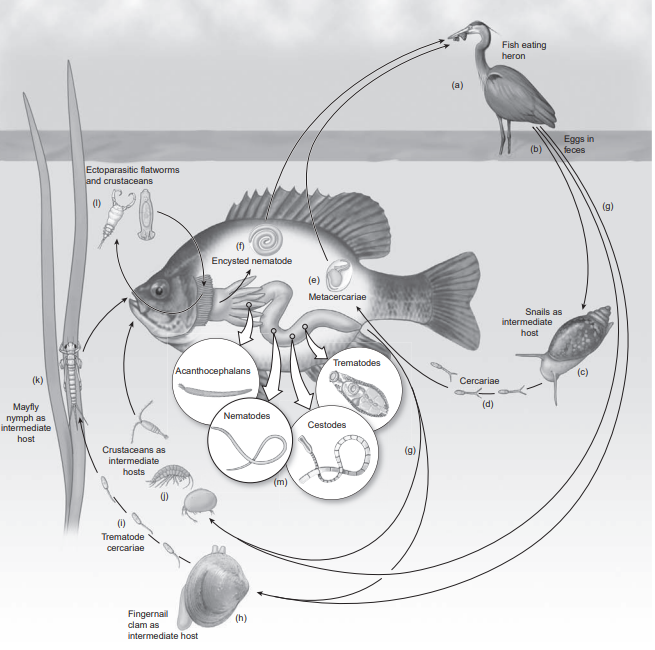 Fish eating
heron
(a)
(b)
Eggs in
feces
(g)
Ectoparasitic flatworms
and crustaceans
(l)
(f)
Encysted nematode
(e)
Metacercariae
Snails as
intermediate
host
(c)
Cercariae
(d)
Acanthocephalans
Trematodes
Nematodes
Cestodes
(m)
(g)
(k)
Mayfly
nymph as
intermediate
host
Crustaceans as
intermediate
hosts
(j)
(i)
Trematode
cercariae
Fingernail
clam as
intermediate host
(h)